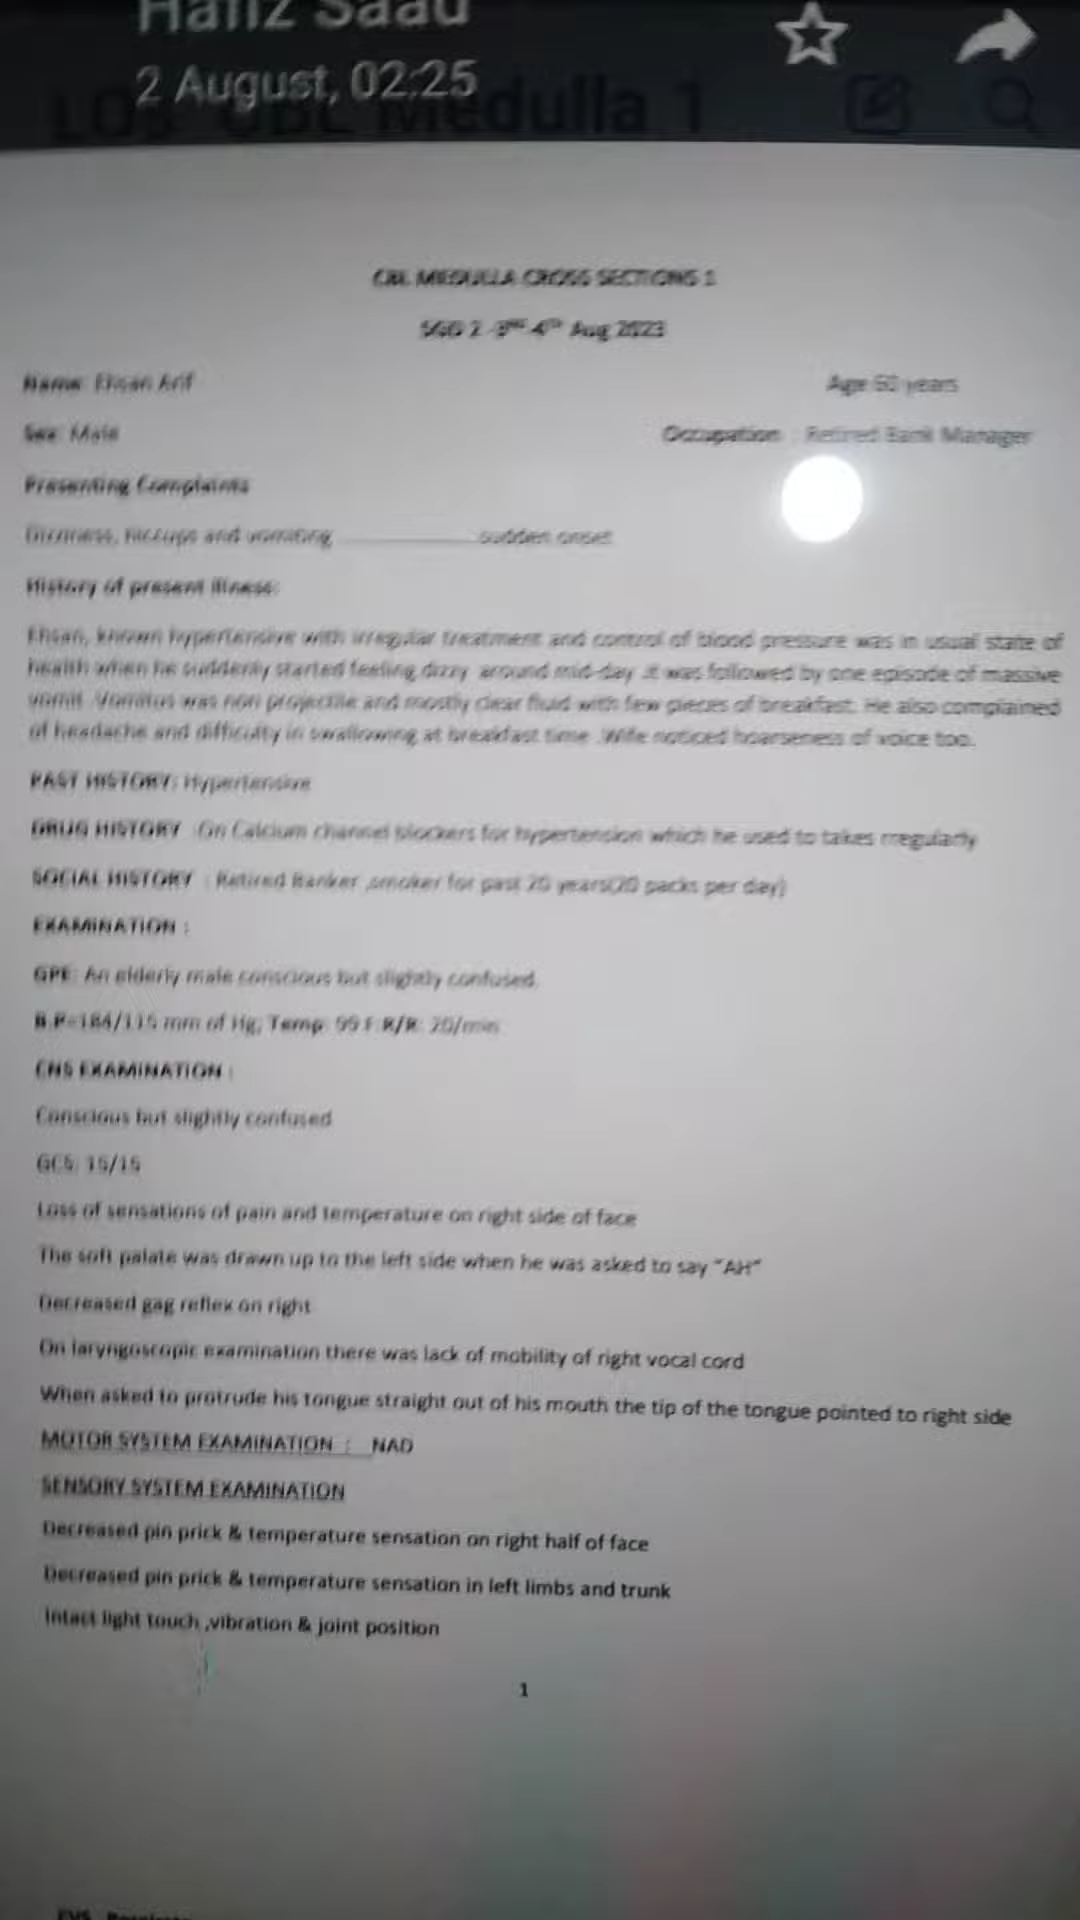 Hafiz Saad
2 August, 02:25
LOs CBL Medulla 1
CBL MEDULLA CROSS SECTIONS 1
SGD 2 -3rd 4th Aug 2023
Name: Ehsan Arif Age 60 years
Sex: Male Occupation : Retired Bank Manager
Presenting Complaints
Dizziness, hiccups and vomiting ____________ sudden onset
History of present illness:
Ehsan, known hypertensive with irregular treatment and control of blood pressure was in usual state of
health when he suddenly started feeling dizzy around mid-day .It was followed by one episode of massive
vomit .Vomitus was non projectile and mostly clear fluid with few pieces of breakfast. He also complained
of headache and difficulty in swallowing at breakfast time .Wife noticed hoarseness of voice too.
PAST HISTORY: Hypertensive
DRUG HISTORY :On Calcium channel blockers for hypertension which he used to takes irregularly
SOCIAL HISTORY : Retired Banker ,smoker for past 20 years(20 packs per day)
EXAMINATION :
GPE: An elderly male conscious but slightly confused.
B.P=184/115 mm of Hg; Temp: 99 F R/R: 20/min
CNS EXAMINATION :
Conscious but slightly confused
GCS: 15/15
Loss of sensations of pain and temperature on right side of face
The soft palate was drawn up to the left side when he was asked to say "AH"
Decreased gag reflex on right
On laryngoscopic examination there was lack of mobility of right vocal cord
When asked to protrude his tongue straight out of his mouth the tip of the tongue pointed to right side
MOTOR SYSTEM EXAMINATION : NAD
SENSORY SYSTEM EXAMINATION
Decreased pin prick & temperature sensation on right half of face
Decreased pin prick & temperature sensation in left limbs and trunk
Intact light touch ,vibration & joint position
1